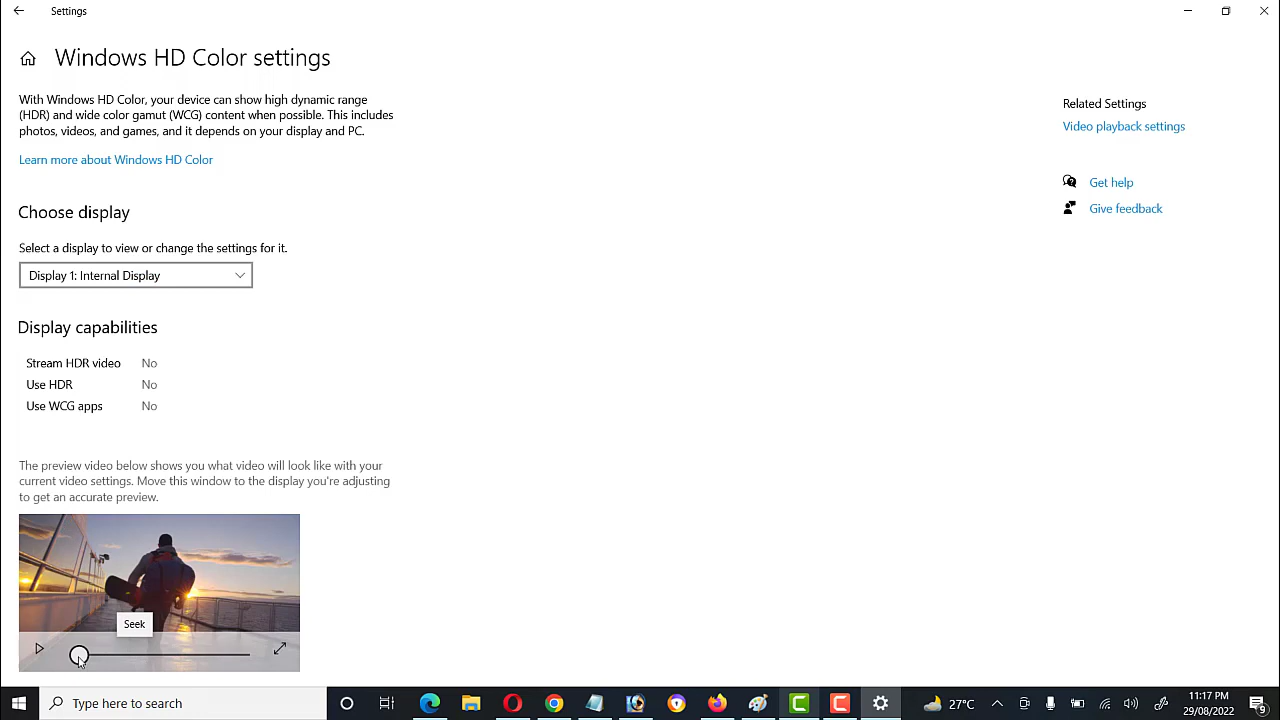 Settings
Windows HD Color settings
With Windows HD Color, your device can show high dynamic range
(HDR) and wide color gamut (WCG) content when possible. This includes
photos, videos, and games, and it depends on your display and PC.
Learn more about Windows HD Color
Choose display
Select a display to view or change the settings for it.
Display 1: Internal Display
Display capabilities
Stream HDR video No
Use HDR No
Use WCG apps No
The preview video below shows you what video will look like with your
current video settings. Move this window to the display you're adjusting
to get an accurate preview.
Seek
Related Settings
Video playback settings
Get help
Give feedback
Type here to search
27°C
11:17 PM
29/08/2022